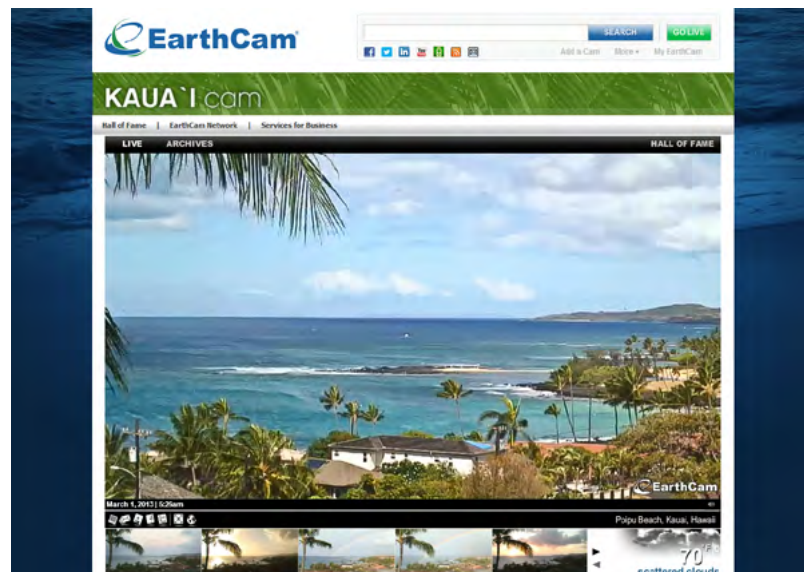 EarthCam
SEARCH
GO LIVE
Add a Cam More My EarthCam
KAUA`I cam
Hall of Fame | EarthCam Network | Services for Business
LIVE ARCHIVES HALL OF FAME
EarthCam
March 1, 2013 | 5:25am
Poipu Beach, Kauai, Hawaii
70°F
scattered clouds